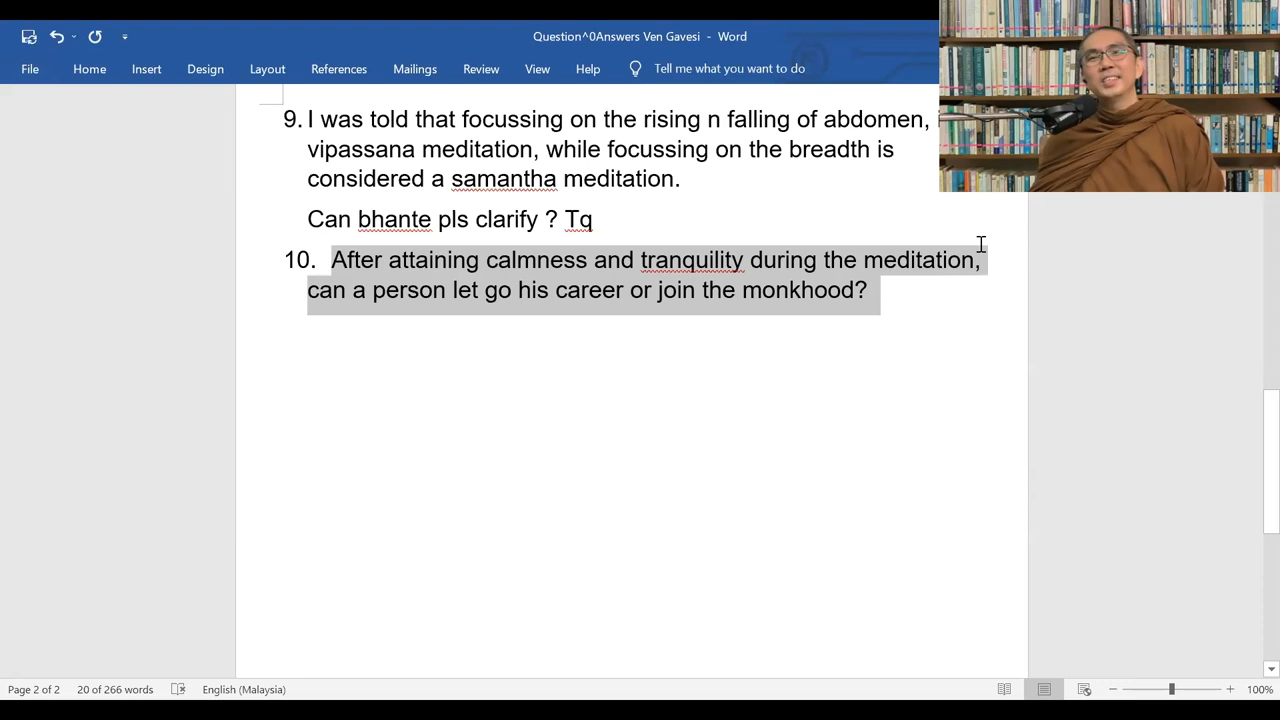 Question^0Answers Ven Gavesi - Word
File Home Insert Design Layout References Mailings Review View Help Tell me what you want to do
9. I was told that focussing on the rising n falling of abdomen,
vipassana meditation, while focussing on the breadth is
considered a samantha meditation.
Can bhante pls clarify ? Tq
10. After attaining calmness and tranquility during the meditation,
can a person let go his career or join the monkhood?
Page 2 of 2 20 of 266 words English (Malaysia) 100%